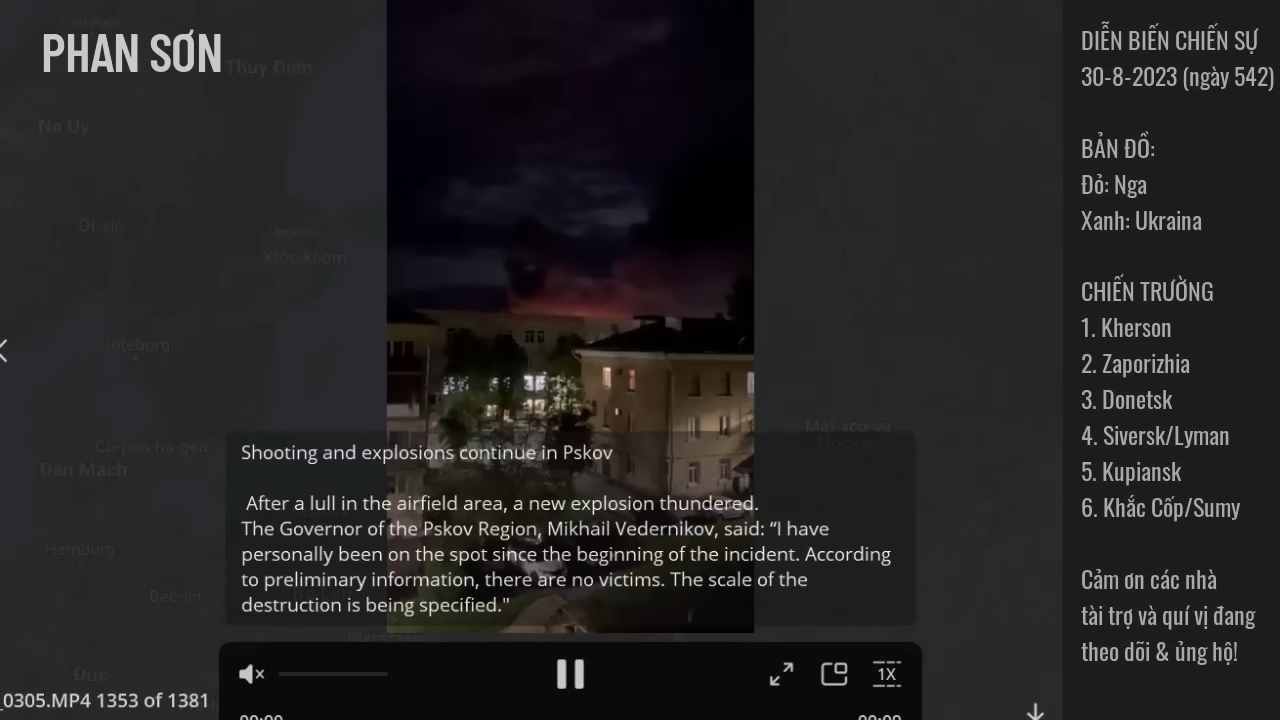 PHAN SƠN
Thụy Điển
Na Uy
Xtốc-khôm
Göteborg
Đan Mạch
Hamburg
Béc-lin
Đức
Shooting and explosions continue in Pskov
After a lull in the airfield area, a new explosion thundered.
The Governor of the Pskov Region, Mikhail Vedernikov, said: “I have
personally been on the spot since the beginning of the incident. According
to preliminary information, there are no victims. The scale of the
destruction is being specified."
1X
_0305.MP4 1353 of 1381
DIỄN BIẾN CHIẾN SỰ
30-8-2023 (ngày 542)
BẢN ĐỒ:
Đỏ: Nga
Xanh: Ukraina
CHIẾN TRƯỜNG
1. Kherson
2. Zaporizhia
3. Donetsk
4. Siversk/Lyman
5. Kupiansk
6. Khắc Cốp/Sumy
Cảm ơn các nhà
tài trợ và quí vị đang
theo dõi & ủng hộ!